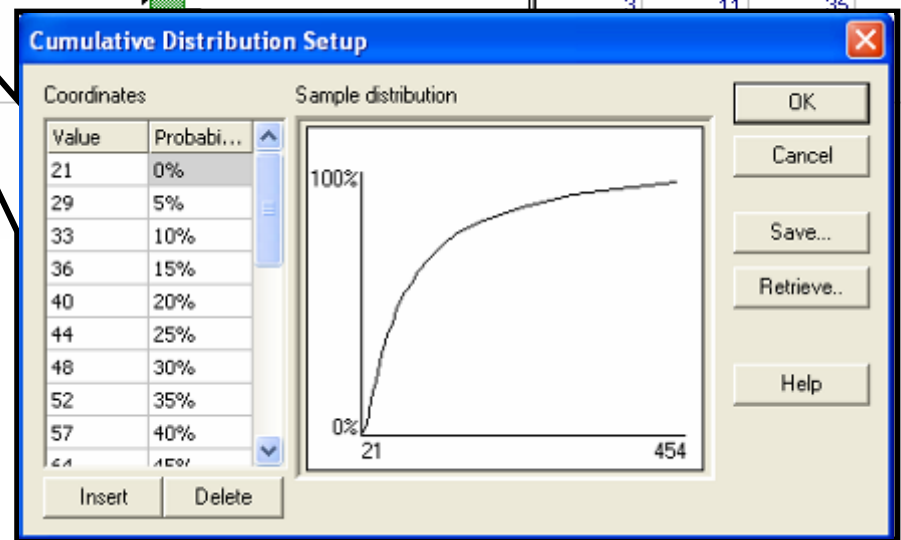 3 11 35
Cumulative Distribution Setup
Coordinates
Value Probabi...
21 0%
29 5%
33 10%
36 15%
40 20%
44 25%
48 30%
52 35%
57 40%
64 45%
Insert Delete
Sample distribution
100%
0%
21 454
OK
Cancel
Save...
Retrieve..
Help